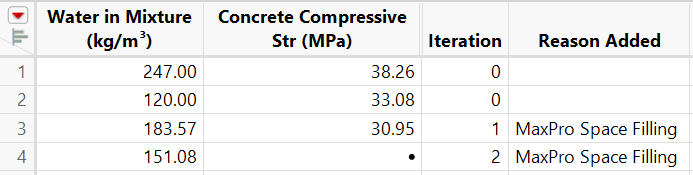 Water in Mixture (kg/m³) Concrete Compressive Str (MPa) Iteration Reason Added
1 247.00 38.26 0
2 120.00 33.08 0
3 183.57 30.95 1 MaxPro Space Filling
4 151.08 • 2 MaxPro Space Filling